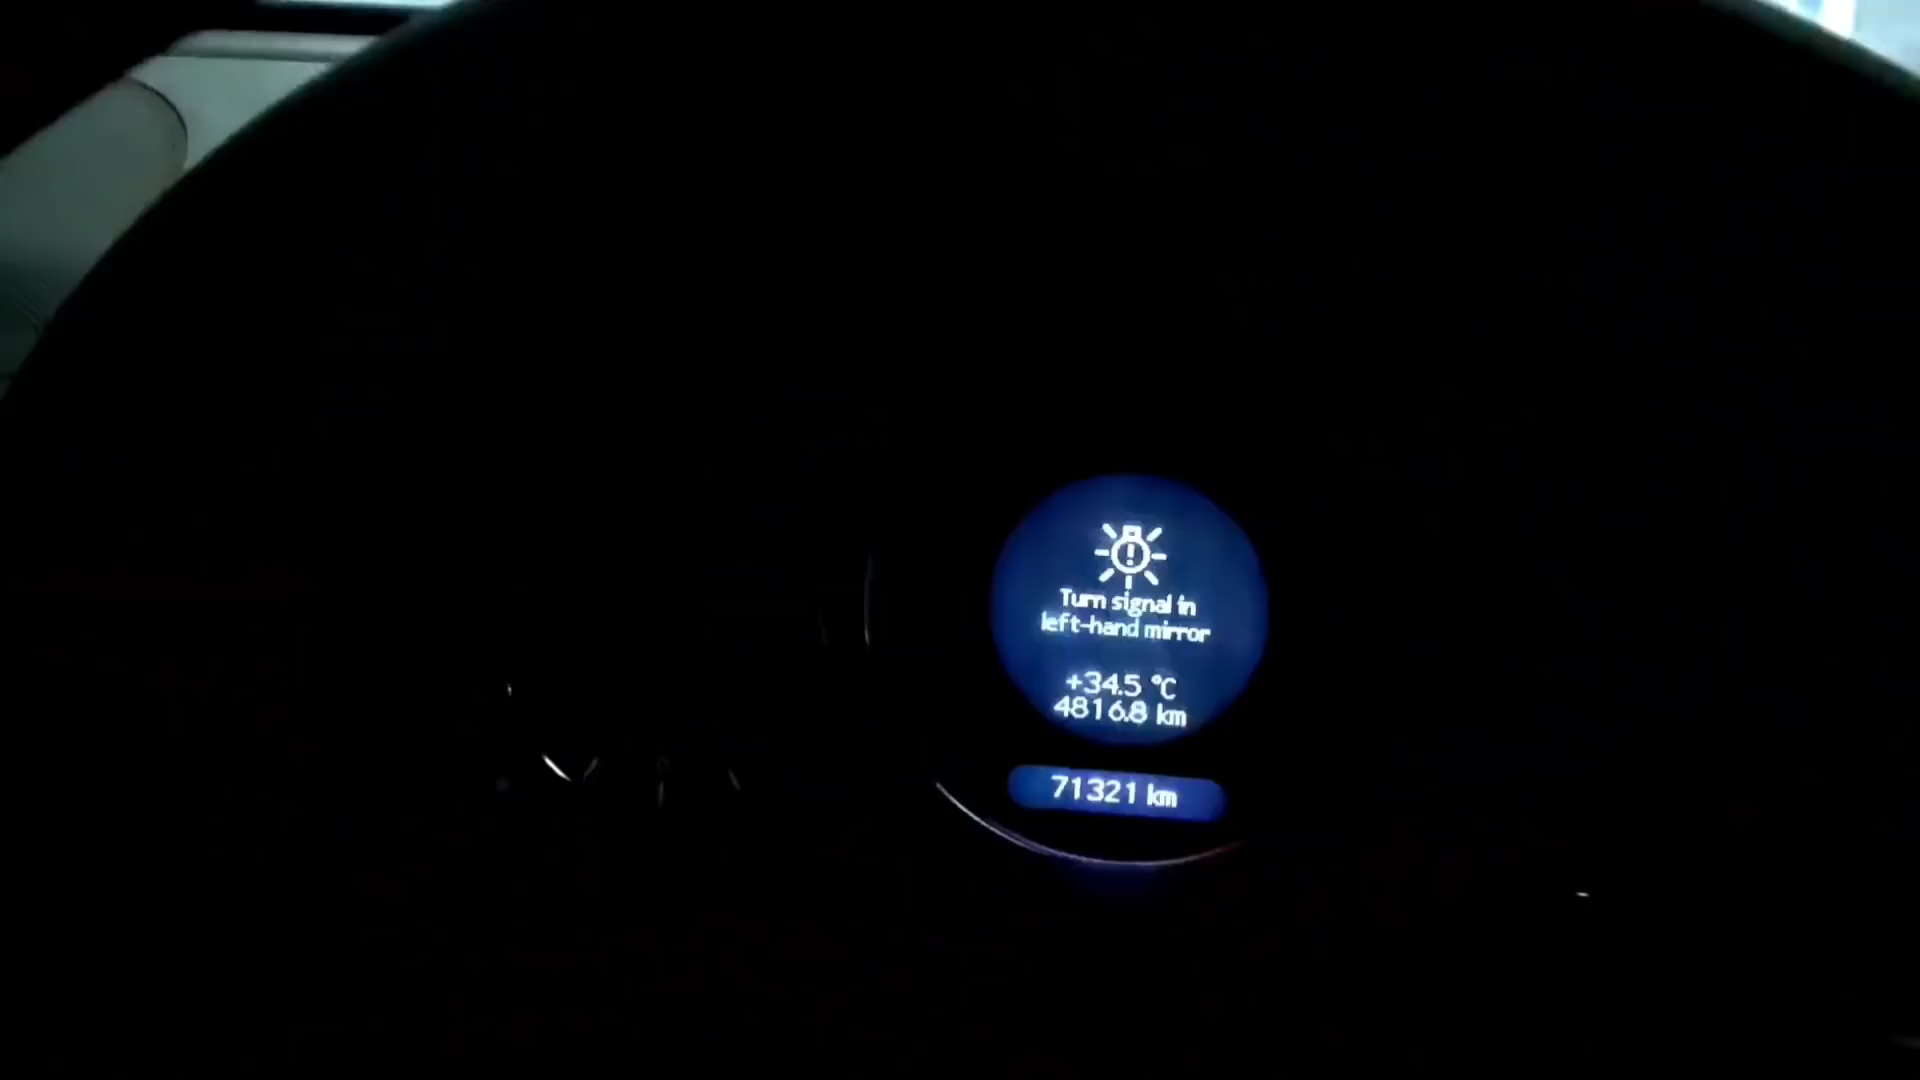 Turn signal in
left-hand mirror
+34.5 °C
4816.8 km
71321 km